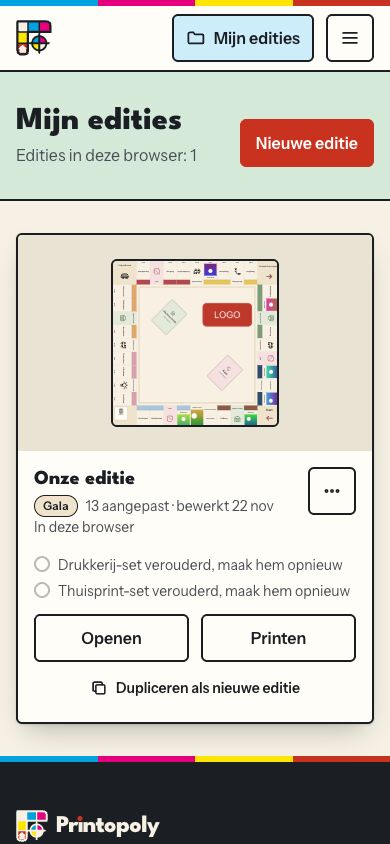 Mijn edities
Mijn edities
Edities in deze browser: 1
Nieuwe editie
LOGO
Onze editie
Gala 13 aangepast · bewerkt 22 nov
In deze browser
Drukkerij-set verouderd, maak hem opnieuw
Thuisprint-set verouderd, maak hem opnieuw
Openen
Printen
Dupliceren als nieuwe editie
Printopoly